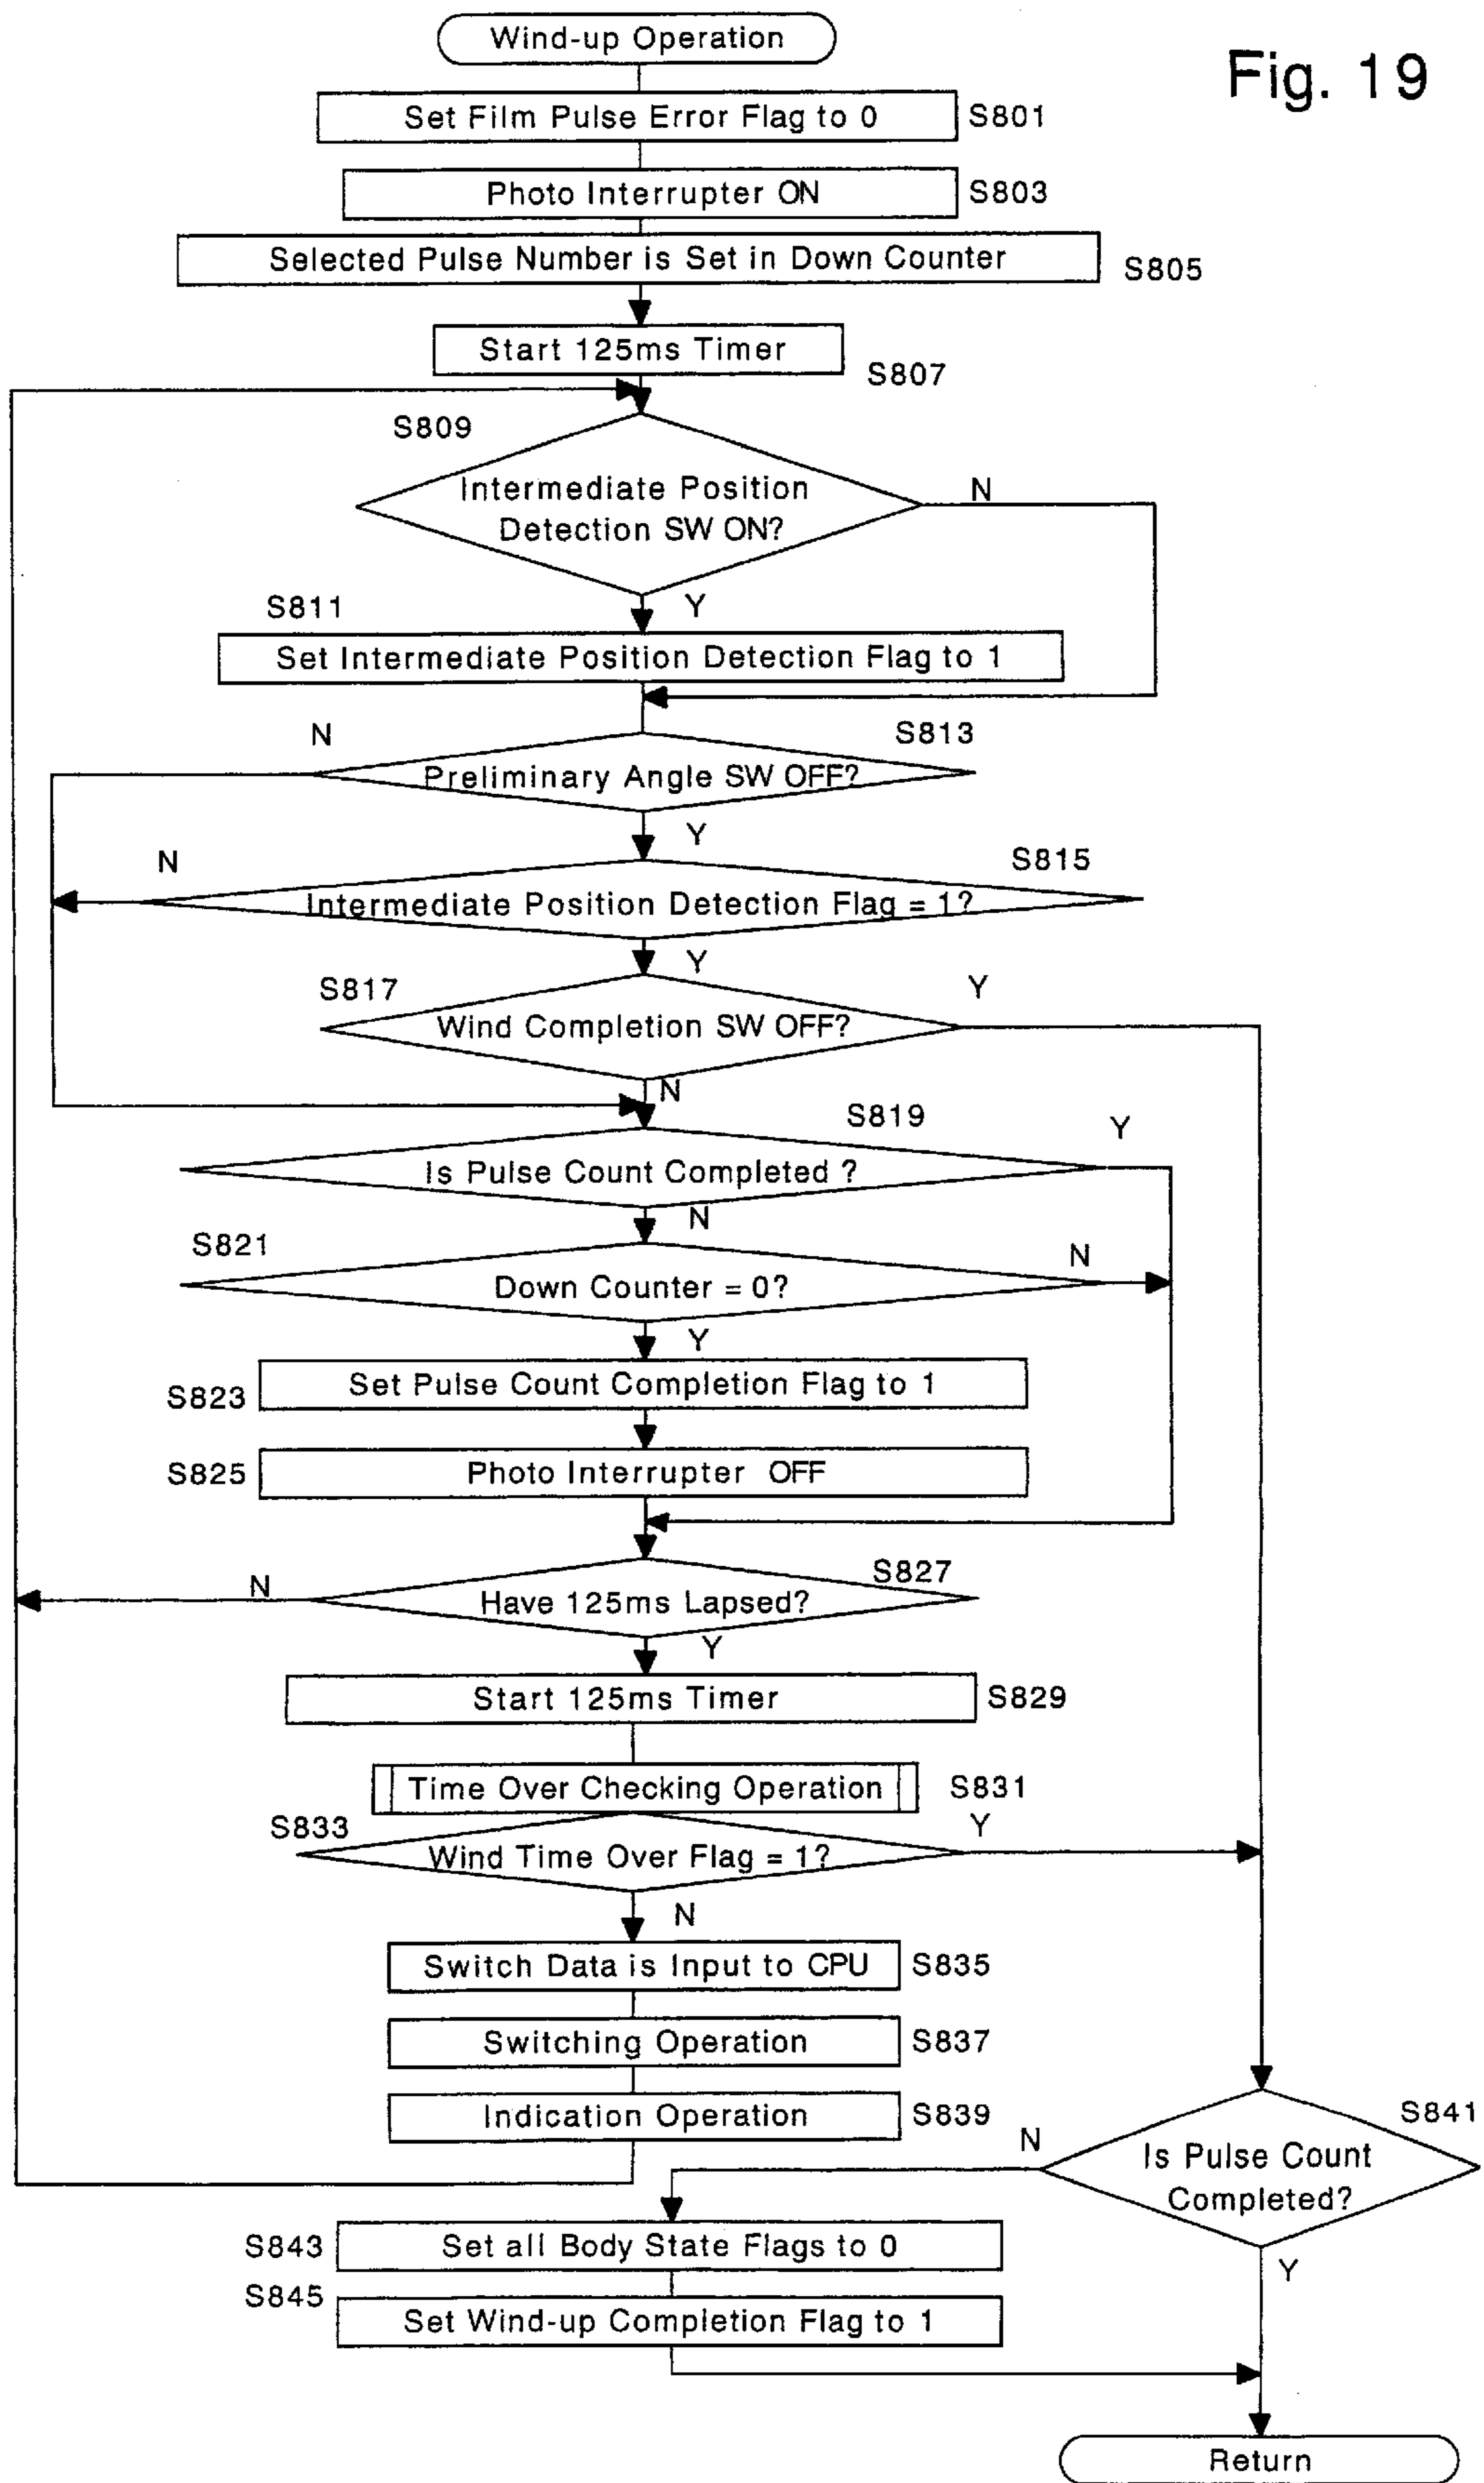 Fig. 19
Wind-up Operation
Set Film Pulse Error Flag to 0
S801
Photo Interrupter ON
S803
Selected Pulse Number is Set in Down Counter
S805
Start 125ms Timer
S807
S809
Intermediate Position
Detection SW ON?
N
Y
S811
Set Intermediate Position Detection Flag to 1
N
S813
Preliminary Angle SW OFF?
Y
N
S815
Intermediate Position Detection Flag = 1?
Y
S817
Y
Wind Completion SW OFF?
N
S819
Y
Is Pulse Count Completed ?
N
S821
N
Down Counter = 0?
Y
Set Pulse Count Completion Flag to 1
S823
Photo Interrupter OFF
S825
S827
N
Have 125ms Lapsed?
Y
Start 125ms Timer
S829
Time Over Checking Operation
S831
S833
Y
Wind Time Over Flag = 1?
N
Switch Data is Input to CPU
S835
Switching Operation
S837
Indication Operation
S839
S841
N
Is Pulse Count
Completed?
Y
S843
Set all Body State Flags to 0
S845
Set Wind-up Completion Flag to 1
Return